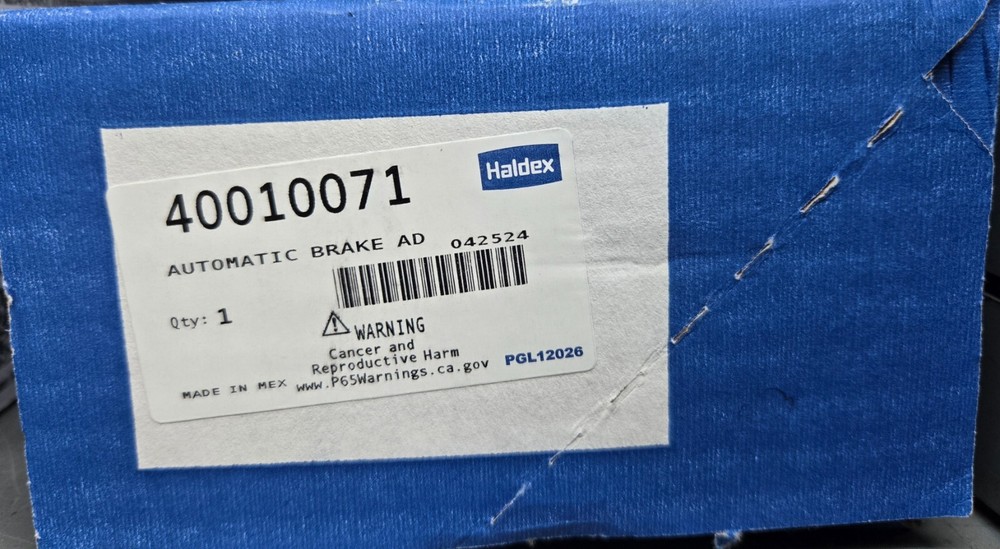 Haldex
40010071
AUTOMATIC BRAKE AD 042524
Qty: 1
WARNING
Cancer and
Reproductive Harm
www.P65Warnings.ca.gov
MADE IN MEX
PGL12026